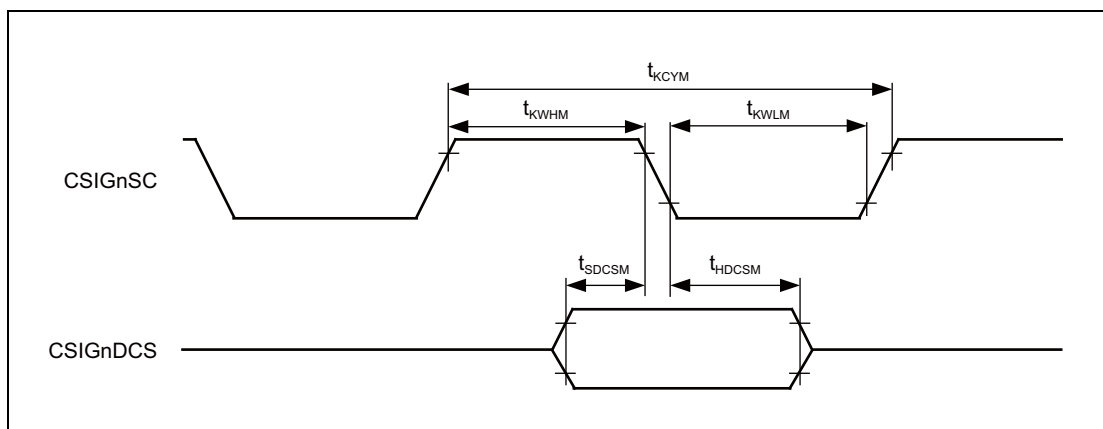 tKCYM
tKWHM
tKWLM
CSIGnSC
tSDCSM
tHDCSM
CSIGnDCS